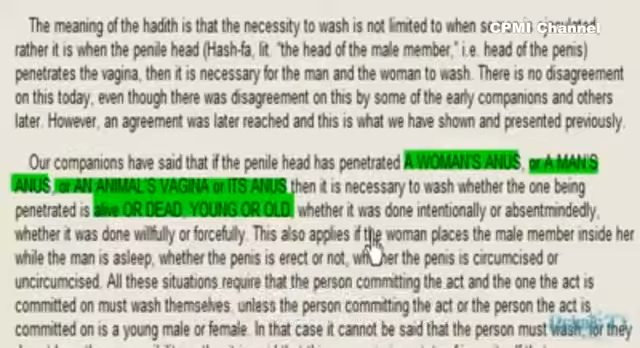 CPMI Channel
The meaning of the hadith is that the necessity to wash is not limited to when
rather it is when the penile head (Hash-fa, lit. "the head of the male member," i.e. head of the penis)
penetrates the vagina, then it is necessary for the man and the woman to wash. There is no disagreement
on this today, even though there was disagreement on this by some of the early companions and others
later. However, an agreement was later reached and this is what we have shown and presented previously.
Our companions have said that if the penile head has penetrated A WOMAN'S ANUS, or A MAN'S
ANUS, or AN ANIMAL'S VAGINA or ITS ANUS then it is necessary to wash whether the one being
penetrated is alive OR DEAD, YOUNG OR OLD, whether it was done intentionally or absentmindedly,
whether it was done willfully or forcefully. This also applies if the woman places the male member inside her
while the man is asleep, whether the penis is erect or not, whether the penis is circumcised or
uncircumcised. All these situations require that the person committing the act and the one the act is
committed on must wash themselves, unless the person committing the act or the person the act is
committed on is a young male or female. In that case it cannot be said that the person must wash, for they